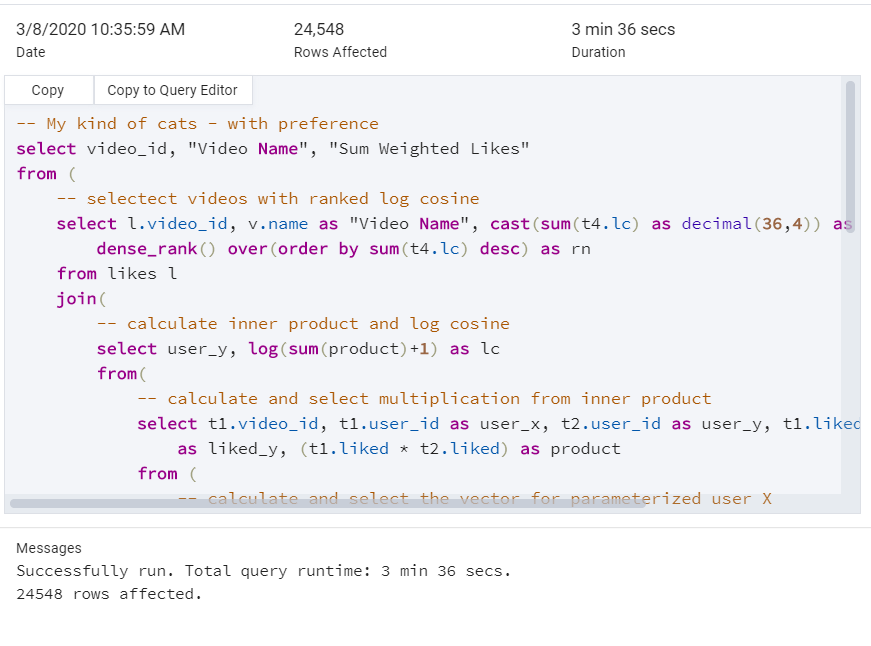 3/8/2020 10:35:59 AM 24,548 3 min 36 secs
Date Rows Affected Duration
Copy Copy to Query Editor
-- My kind of cats - with preference
select video_id, "Video Name", "Sum Weighted Likes"
from (
-- selectect videos with ranked log cosine
select l.video_id, v.name as "Video Name", cast(sum(t4.lc) as decimal(36,4)) as
dense_rank() over(order by sum(t4.lc) desc) as rn
from likes l
join(
-- calculate inner product and log cosine
select user_y, log(sum(product)+1) as lc
from(
-- calculate and select multiplication from inner product
select t1.video_id, t1.user_id as user_x, t2.user_id as user_y, t1.liked
as liked_y, (t1.liked * t2.liked) as product
from (
-- calculate and select the vector for parameterized user X
Messages
Successfully run. Total query runtime: 3 min 36 secs.
24548 rows affected.